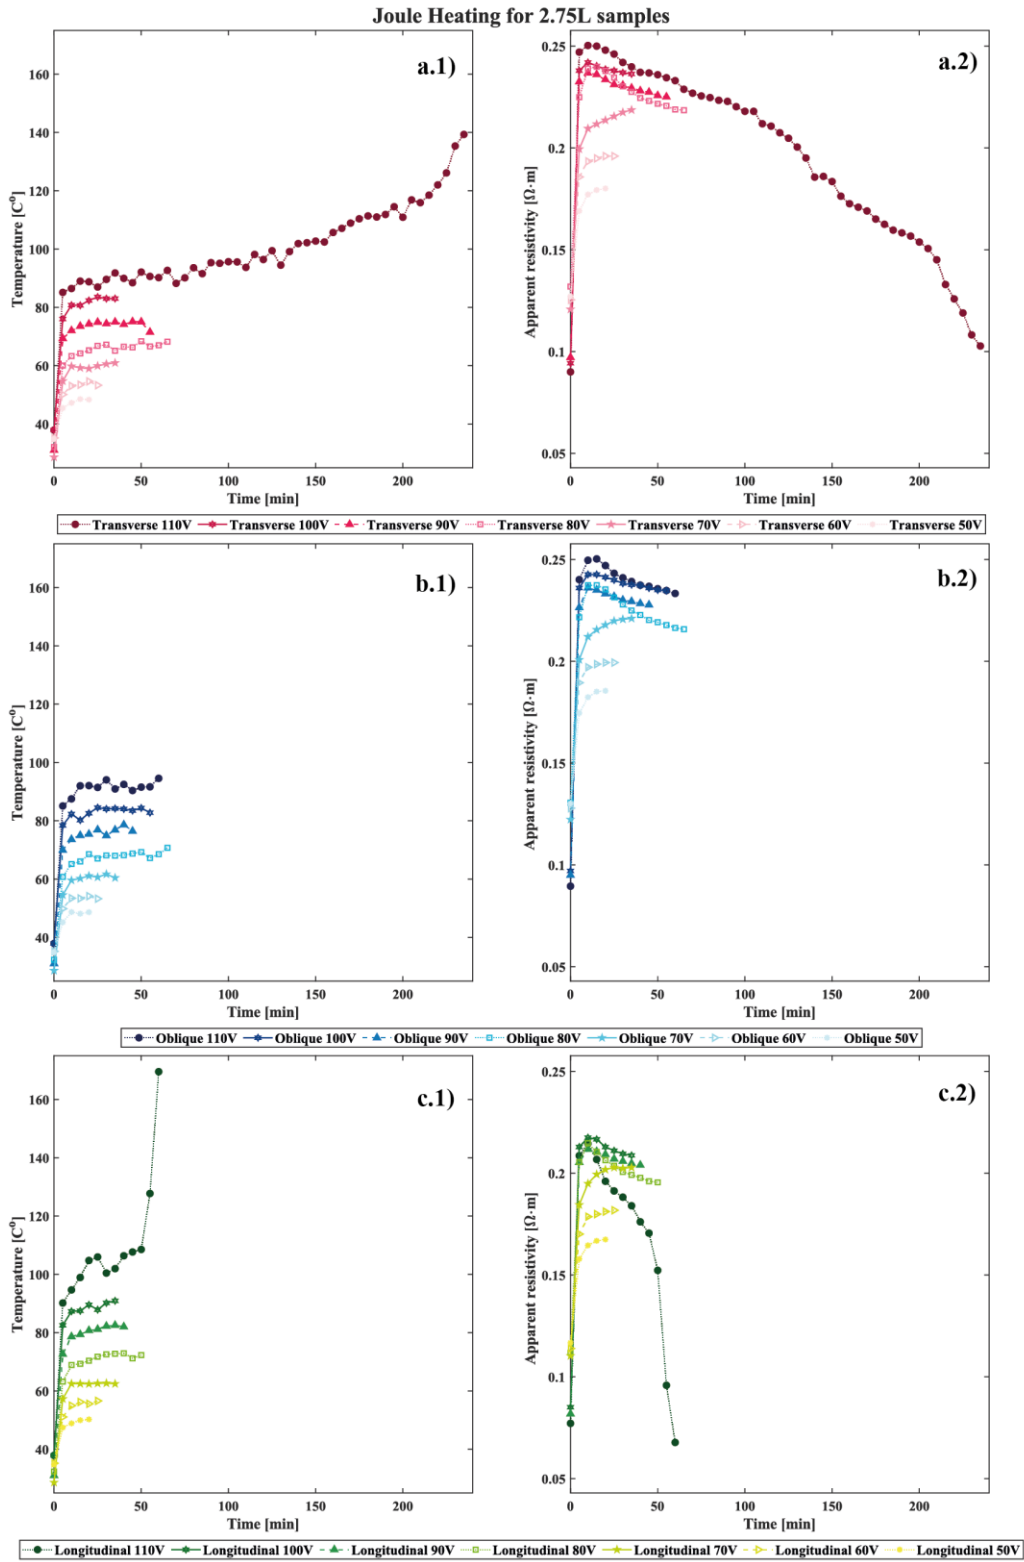 Joule Heating for 2.75L samples
a.1)
Temperature [C°]
160
140
120
100
80
60
40
0 50 100 150 200
Time [min]
a.2)
Apparent resistivity [Ω·m]
0.25
0.2
0.15
0.1
0.05
0 50 100 150 200
Time [min]
Transverse 110V Transverse 100V Transverse 90V Transverse 80V Transverse 70V Transverse 60V Transverse 50V
b.1)
Temperature [C°]
160
140
120
100
80
60
40
0 50 100 150 200
Time [min]
b.2)
Apparent resistivity [Ω·m]
0.25
0.2
0.15
0.1
0.05
0 50 100 150 200
Time [min]
Oblique 110V Oblique 100V Oblique 90V Oblique 80V Oblique 70V Oblique 60V Oblique 50V
c.1)
Temperature [C°]
160
140
120
100
80
60
40
0 50 100 150 200
Time [min]
c.2)
Apparent resistivity [Ω·m]
0.25
0.2
0.15
0.1
0.05
0 50 100 150 200
Time [min]
Longitudinal 110V Longitudinal 100V Longitudinal 90V Longitudinal 80V Longitudinal 70V Longitudinal 60V Longitudinal 50V